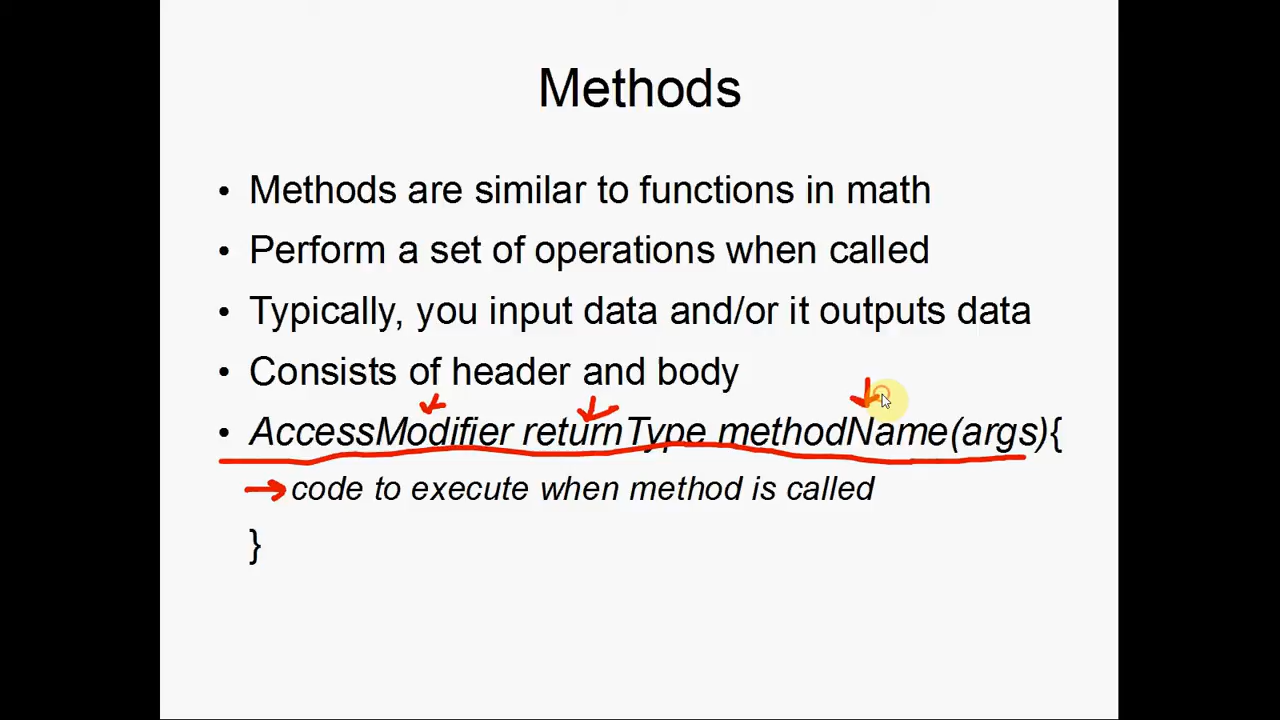 Methods
• Methods are similar to functions in math
• Perform a set of operations when called
• Typically, you input data and/or it outputs data
• Consists of header and body
• AccessModifier returnType methodName(args){
code to execute when method is called
}